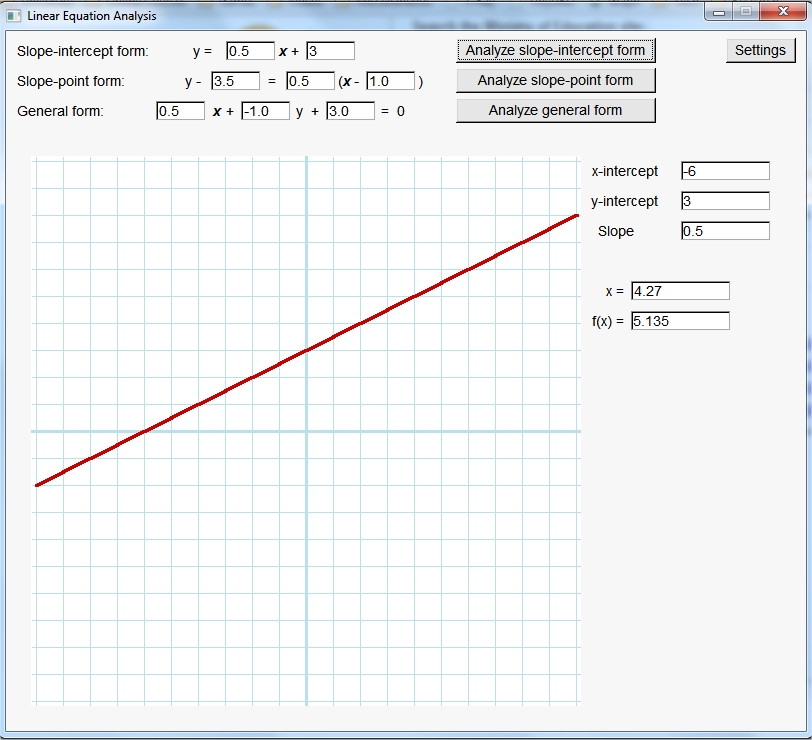 Linear Equation Analysis
Slope-intercept form: y = 0.5 x + 3 Analyze slope-intercept form Settings
Slope-point form: y - 3.5 = 0.5 (x - 1.0 ) Analyze slope-point form
General form: 0.5 x + -1.0 y + 3.0 = 0 Analyze general form
x-intercept -6
y-intercept 3
Slope 0.5
x = 4.27
f(x) = 5.135